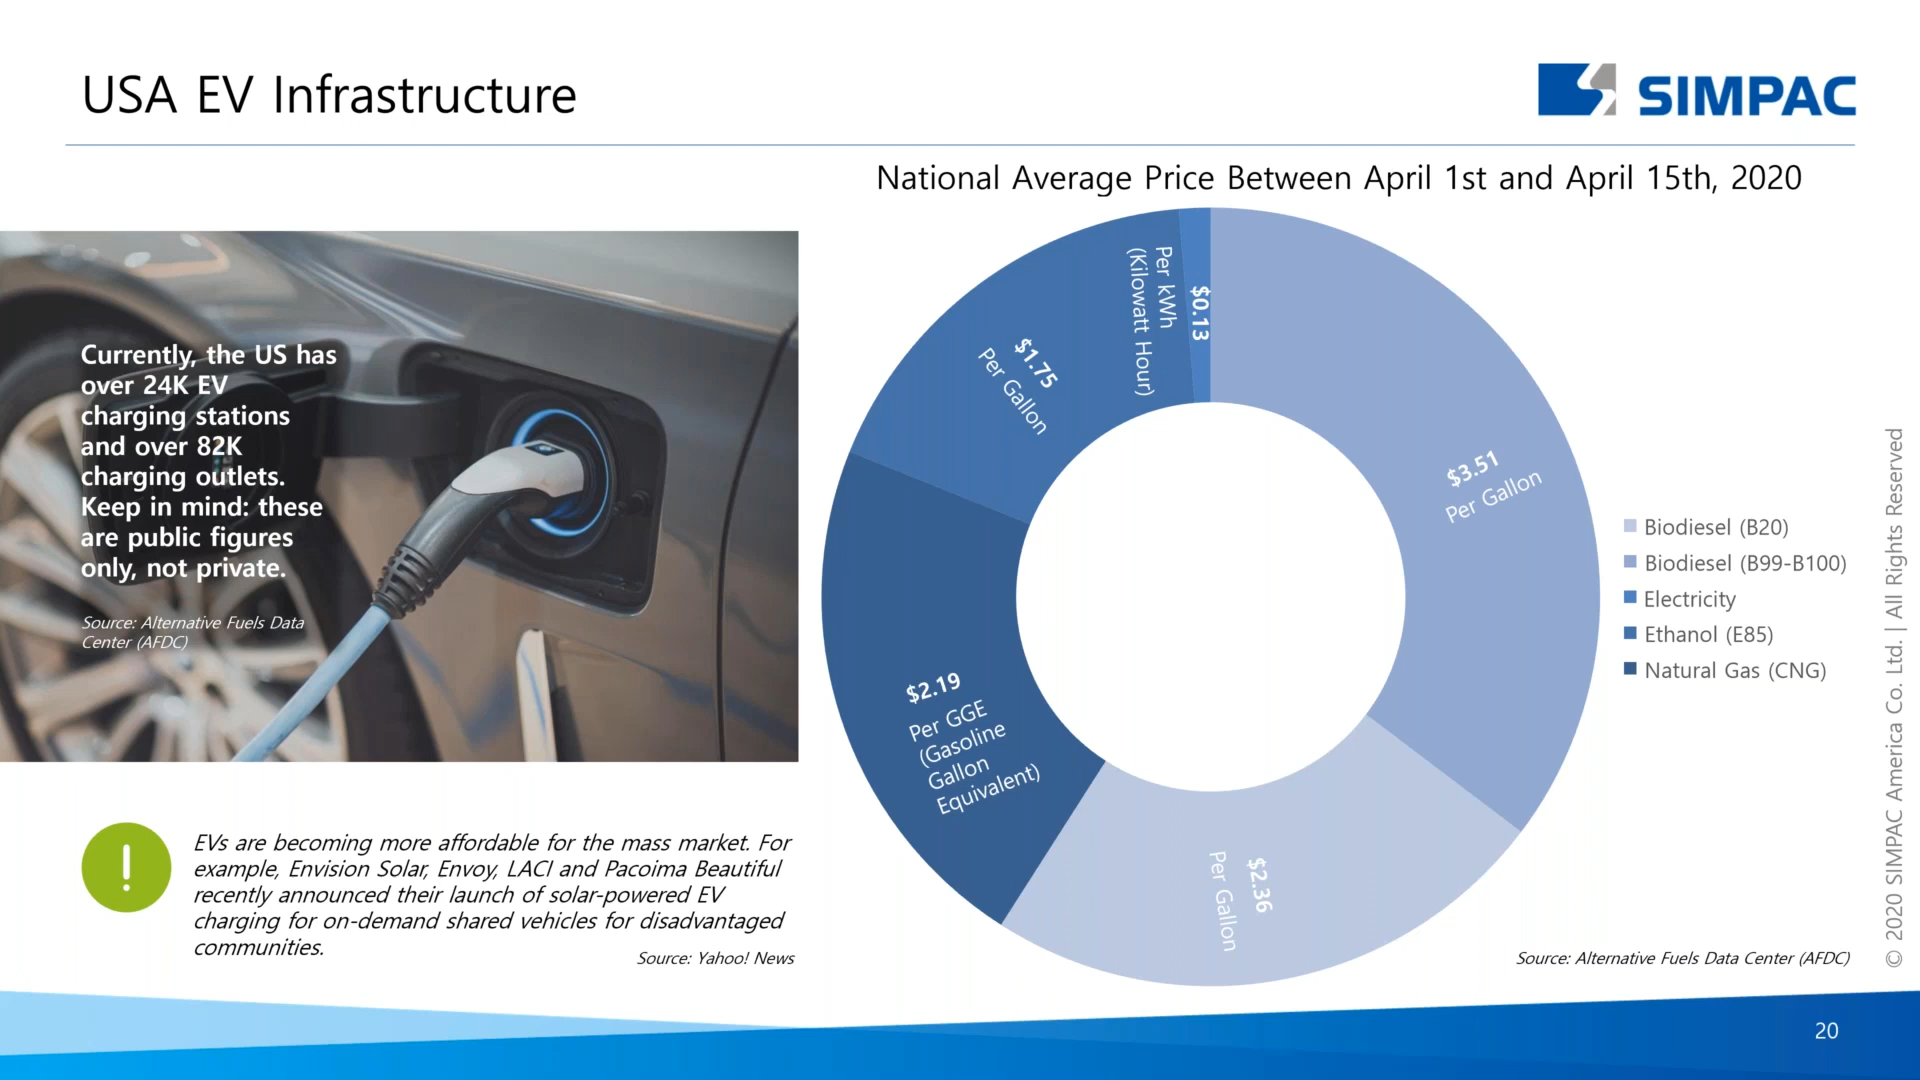 USA EV Infrastructure
SIMPAC
National Average Price Between April 1st and April 15th, 2020
Currently, the US has
over 24K EV
charging stations
and over 82K
charging outlets.
Keep in mind: these
are public figures
only, not private.
Source: Alternative Fuels Data
Center (AFDC)
EVs are becoming more affordable for the mass market. For
example, Envision Solar, Envoy, LACI and Pacoima Beautiful
recently announced their launch of solar-powered EV
charging for on-demand shared vehicles for disadvantaged
communities.
Source: Yahoo! News
$0.13
Per kWh
(Kilowatt Hour)
$1.75
Per Gallon
$3.51
Per Gallon
$2.19
Per GGE
(Gasoline
Gallon
Equivalent)
$2.36
Per Gallon
Biodiesel (B20)
Biodiesel (B99-B100)
Electricity
Ethanol (E85)
Natural Gas (CNG)
Source: Alternative Fuels Data Center (AFDC)
© 2020 SIMPAC America Co. Ltd. | All Rights Reserved
20